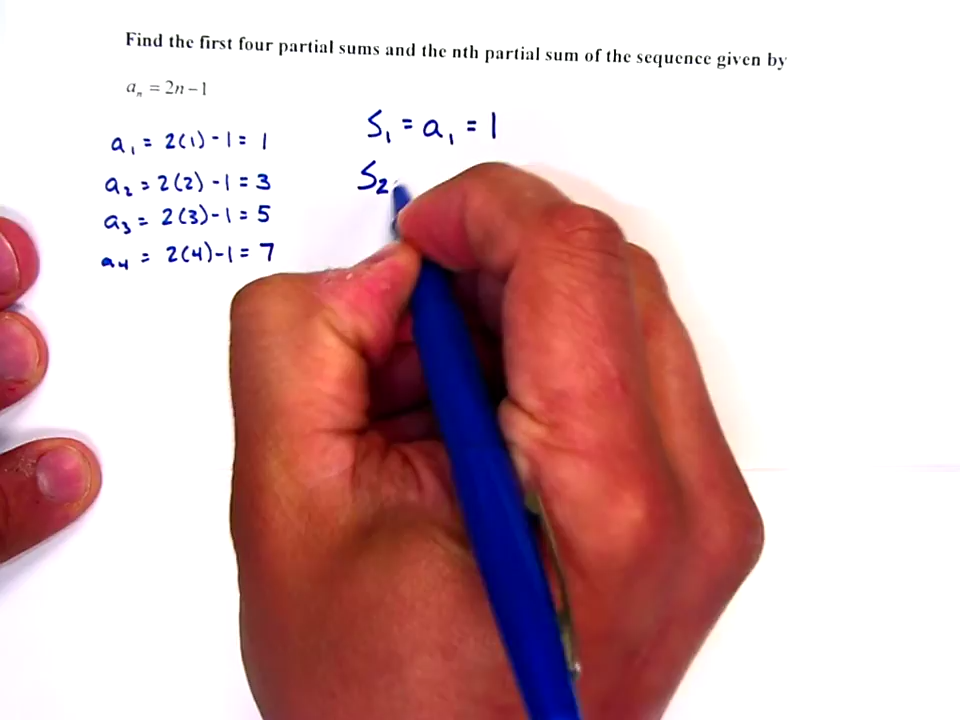 Find the first four partial sums and the nth partial sum of the sequence given by
aₙ = 2n – 1
a₁ = 2(1) - 1 = 1
a₂ = 2(2) - 1 = 3
a₃ = 2(3) - 1 = 5
a₄ = 2(4) - 1 = 7
S₁ = a₁ = 1
S₂